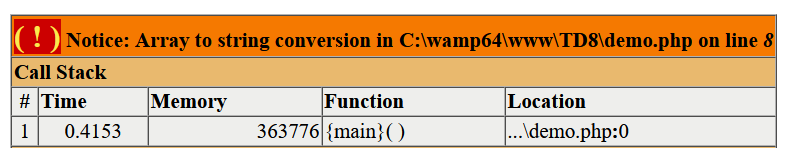 ( ! ) Notice: Array to string conversion in C:\wamp64\www\TD8\demo.php on line 8
Call Stack
# Time Memory Function Location
1 0.4153 363776 {main}( ) ...\demo.php:0